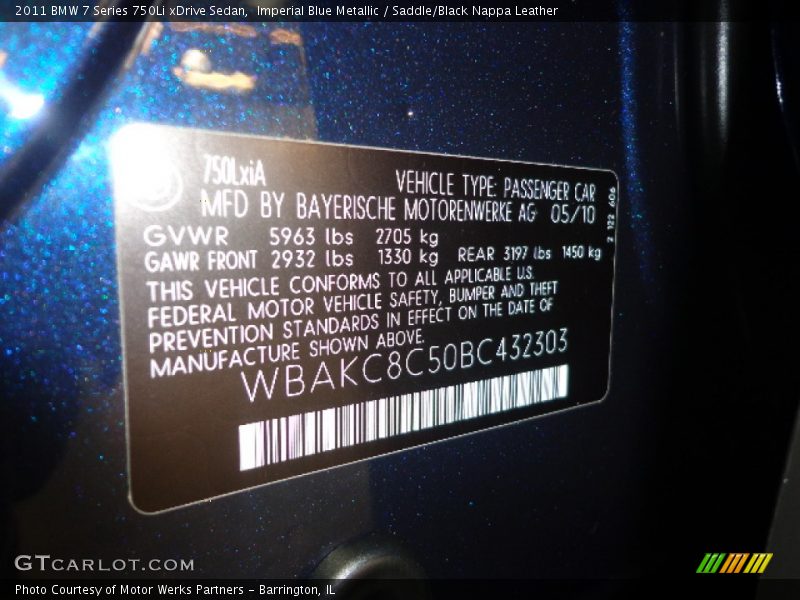 2011 BMW 7 Series 750Li xDrive Sedan, Imperial Blue Metallic / Saddle/Black Nappa Leather
750LxiA
VEHICLE TYPE: PASSENGER CAR
MFD BY BAYERISCHE MOTORENWERKE AG 05/10
GVWR 5963 lbs 2705 kg
GAWR FRONT 2932 lbs 1330 kg REAR 3197 lbs 1450 kg
THIS VEHICLE CONFORMS TO ALL APPLICABLE U.S.
FEDERAL MOTOR VEHICLE SAFETY, BUMPER AND THEFT
PREVENTION STANDARDS IN EFFECT ON THE DATE OF
MANUFACTURE SHOWN ABOVE.
WBAKC8C50BC432303
2 122 606
GTCARLOT.COM
Photo Courtesy of Motor Werks Partners - Barrington, IL